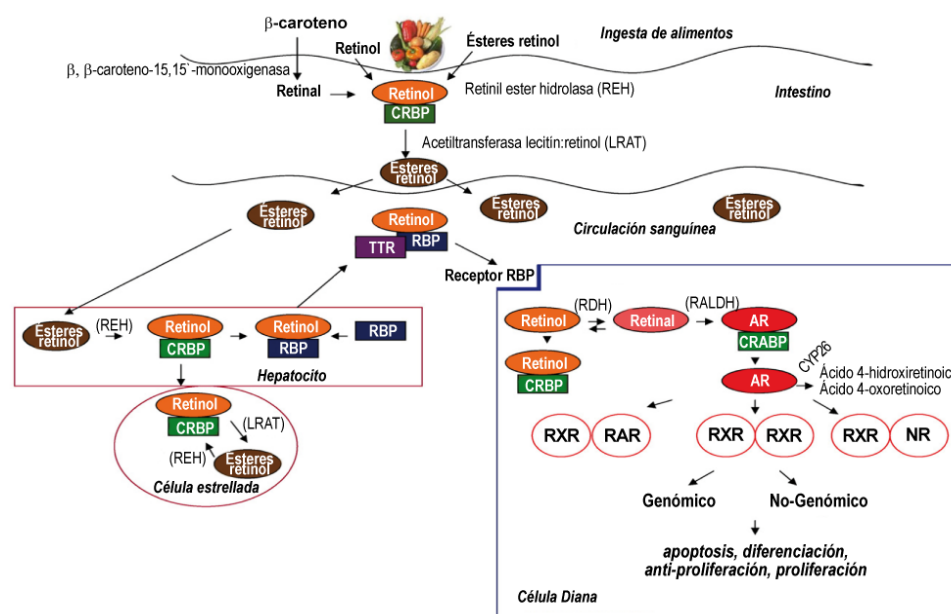 β-caroteno
Retinol
Ésteres retinol
Ingesta de alimentos
β, β-caroteno-15,15`-monooxigenasa
Retinal
Retinol
CRBP
Retinil ester hidrolasa (REH)
Intestino
Acetiltransferasa lecitin:retinol (LRAT)
Ésteres
retinol
Ésteres
retinol
Ésteres
retinol
Ésteres
retinol
Circulación sanguínea
Retinol
TTR
RBP
Receptor RBP
Ésteres
retinol
(REH)
Retinol
CRBP
Retinol
RBP
RBP
Hepatocito
Retinol
CRBP
(LRAT)
(REH)
Ésteres
retinol
Célula estrellada
Retinol
(RDH)
Retinal
(RALDH)
AR
CRABP
Retinol
CRBP
AR
CYP26
Ácido 4-hidroxiretinoic
Ácido 4-oxoretinoico
RXR
RAR
RXR
RXR
RXR
NR
Genómico
No-Genómico
apoptosis, diferenciación,
anti-proliferación, proliferación
Célula Diana